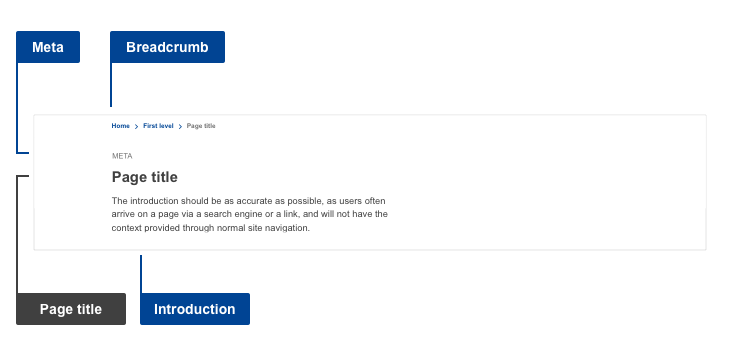 Meta
Breadcrumb
Home > First level > Page title
META
Page title
The introduction should be as accurate as possible, as users often
arrive on a page via a search engine or a link, and will not have the
context provided through normal site navigation.
Page title
Introduction